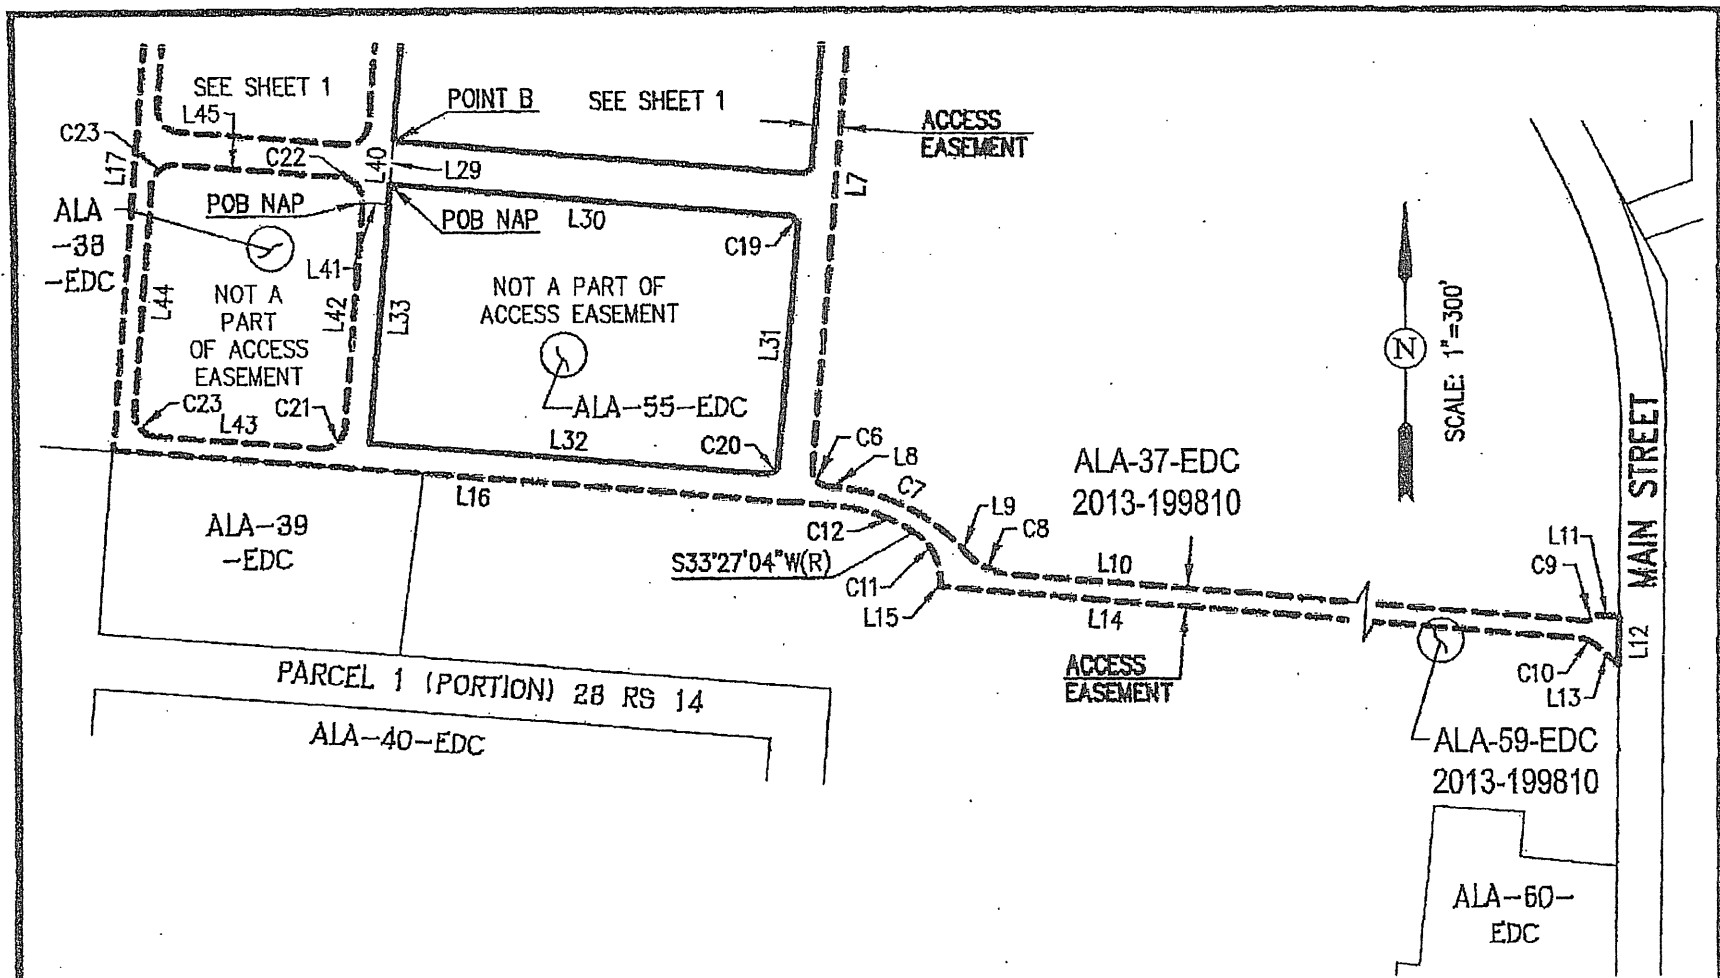 SEE SHEET 1
L45
C23
C22
L17
L40
POINT B
SEE SHEET 1
ACCESS
EASEMENT
L29
L7
ALA
-38
-EDC
POB NAP
POB NAP
L30
C19
L41
L44
NOT A
PART
OF ACCESS
EASEMENT
L42
L33
NOT A PART OF
ACCESS EASEMENT
L31
ALA-55-EDC
C23
L43
C21
L32
C20
C6
L8
C7
L9
C8
L16
C12
S33°27'04"W(R)
C11
L15
ALA-37-EDC
2013-199810
L10
L14
ACCESS
EASEMENT
N
SCALE: 1"=300'
MAIN STREET
L11
C9
L12
C10
L13
ALA-39
-EDC
PARCEL 1 (PORTION) 28 RS 14
ALA-40-EDC
ALA-59-EDC
2013-199810
ALA-60-
EDC